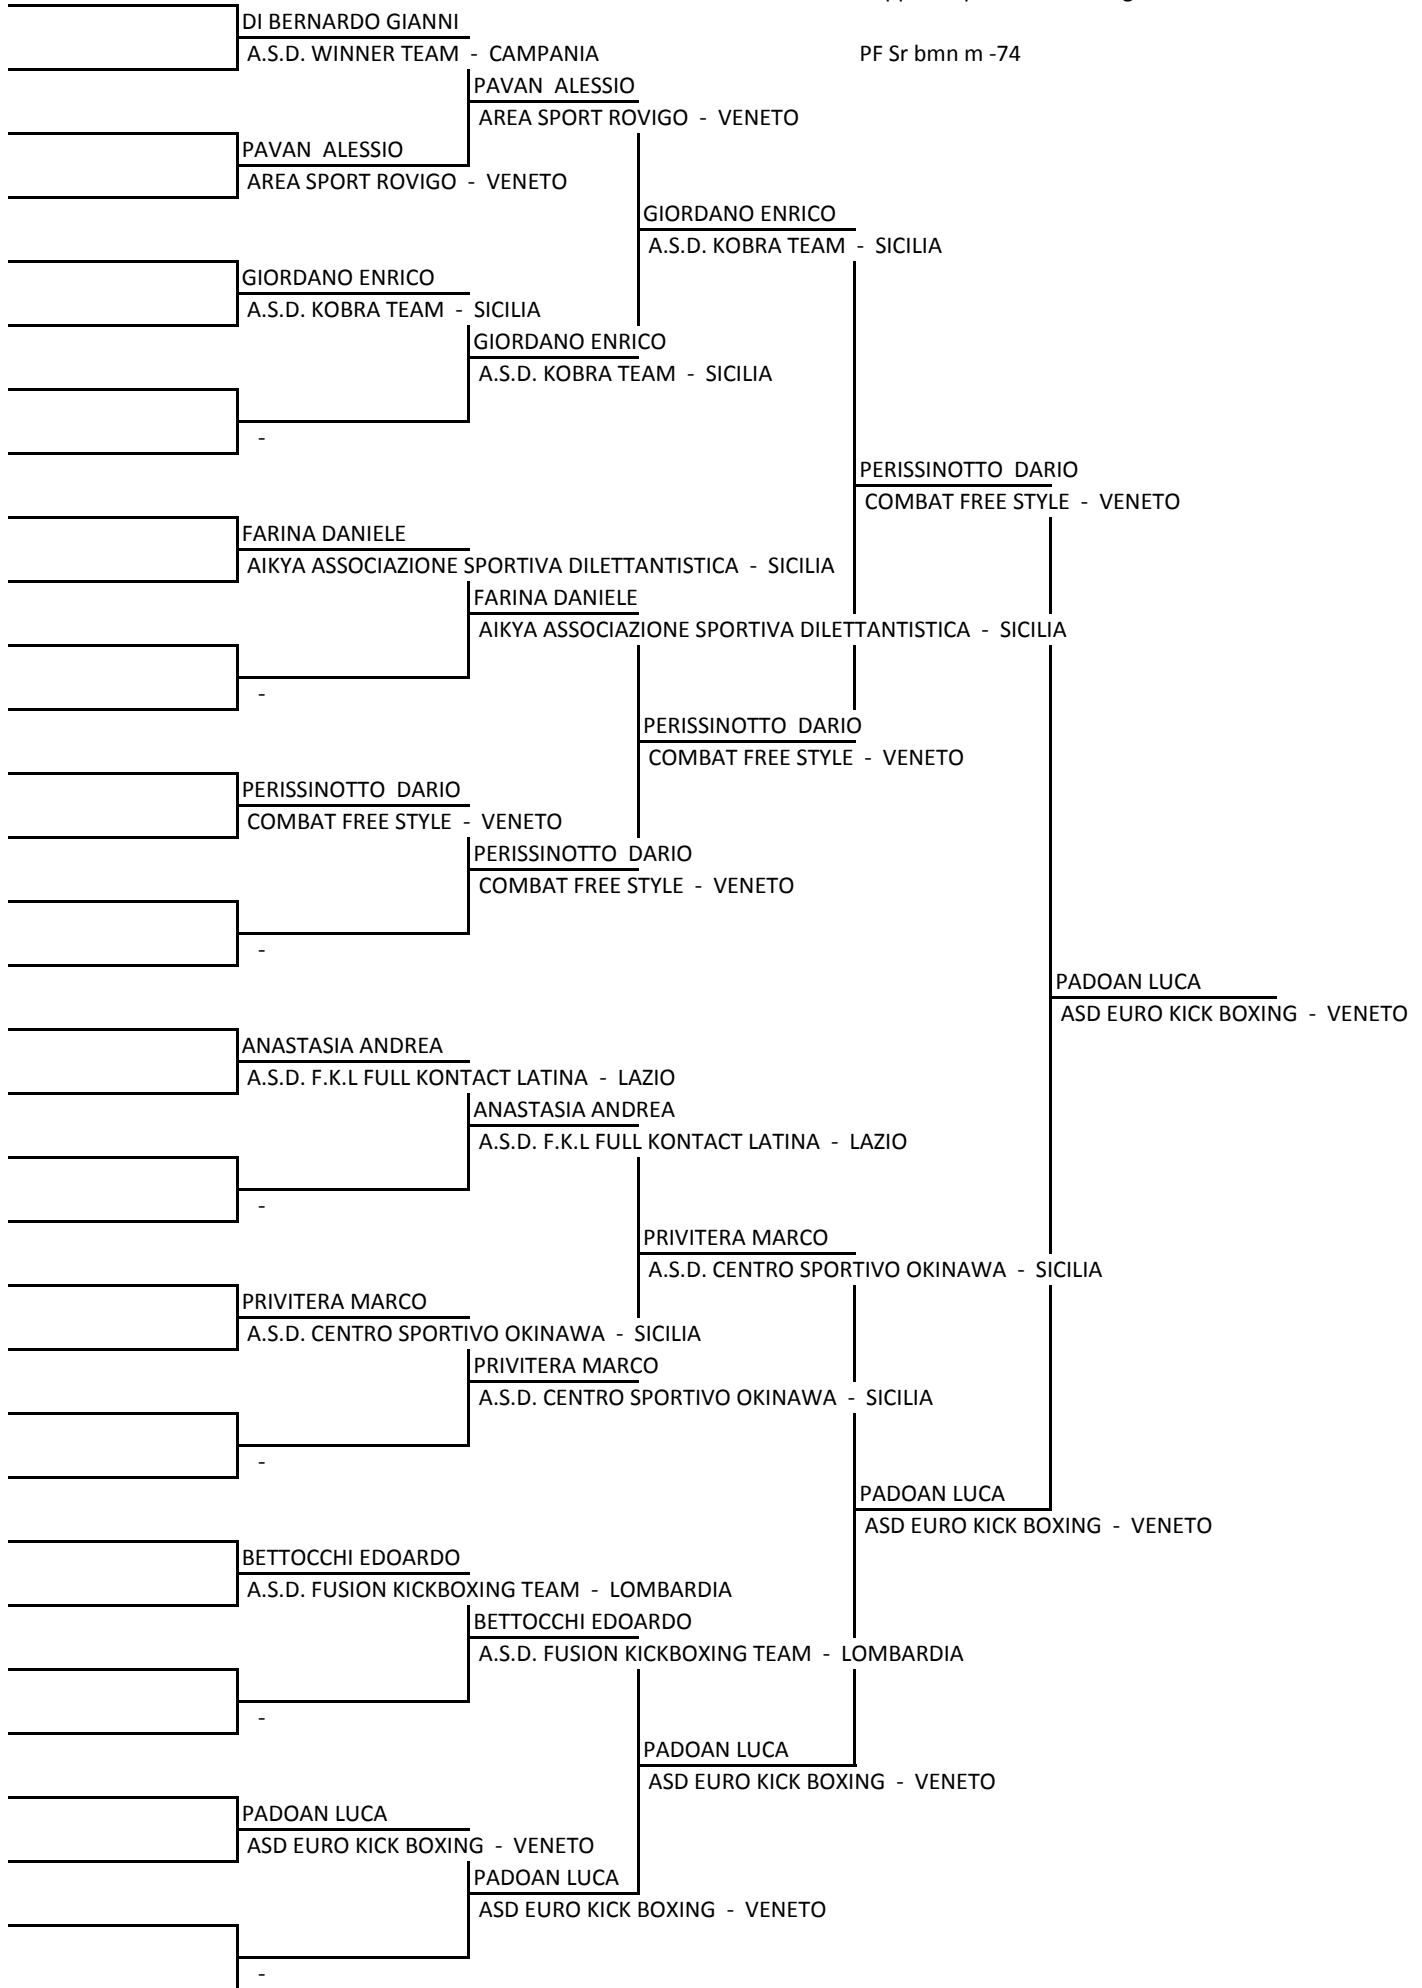 DI BERNARDO GIANNI
A.S.D. WINNER TEAM - CAMPANIA
PF Sr bmn m -74
PAVAN ALESSIO
AREA SPORT ROVIGO - VENETO
PAVAN ALESSIO
AREA SPORT ROVIGO - VENETO
GIORDANO ENRICO
A.S.D. KOBRA TEAM - SICILIA
GIORDANO ENRICO
A.S.D. KOBRA TEAM - SICILIA
GIORDANO ENRICO
A.S.D. KOBRA TEAM - SICILIA
-
PERISSINOTTO DARIO
COMBAT FREE STYLE - VENETO
FARINA DANIELE
AIKYA ASSOCIAZIONE SPORTIVA DILETTANTISTICA - SICILIA
FARINA DANIELE
AIKYA ASSOCIAZIONE SPORTIVA DILETTANTISTICA - SICILIA
-
PERISSINOTTO DARIO
COMBAT FREE STYLE - VENETO
PERISSINOTTO DARIO
COMBAT FREE STYLE - VENETO
PERISSINOTTO DARIO
COMBAT FREE STYLE - VENETO
-
PADOAN LUCA
ASD EURO KICK BOXING - VENETO
ANASTASIA ANDREA
A.S.D. F.K.L FULL KONTACT LATINA - LAZIO
ANASTASIA ANDREA
A.S.D. F.K.L FULL KONTACT LATINA - LAZIO
-
PRIVITERA MARCO
A.S.D. CENTRO SPORTIVO OKINAWA - SICILIA
PRIVITERA MARCO
A.S.D. CENTRO SPORTIVO OKINAWA - SICILIA
PRIVITERA MARCO
A.S.D. CENTRO SPORTIVO OKINAWA - SICILIA
-
PADOAN LUCA
ASD EURO KICK BOXING - VENETO
BETTOCCHI EDOARDO
A.S.D. FUSION KICKBOXING TEAM - LOMBARDIA
BETTOCCHI EDOARDO
A.S.D. FUSION KICKBOXING TEAM - LOMBARDIA
-
PADOAN LUCA
ASD EURO KICK BOXING - VENETO
PADOAN LUCA
ASD EURO KICK BOXING - VENETO
PADOAN LUCA
ASD EURO KICK BOXING - VENETO
-